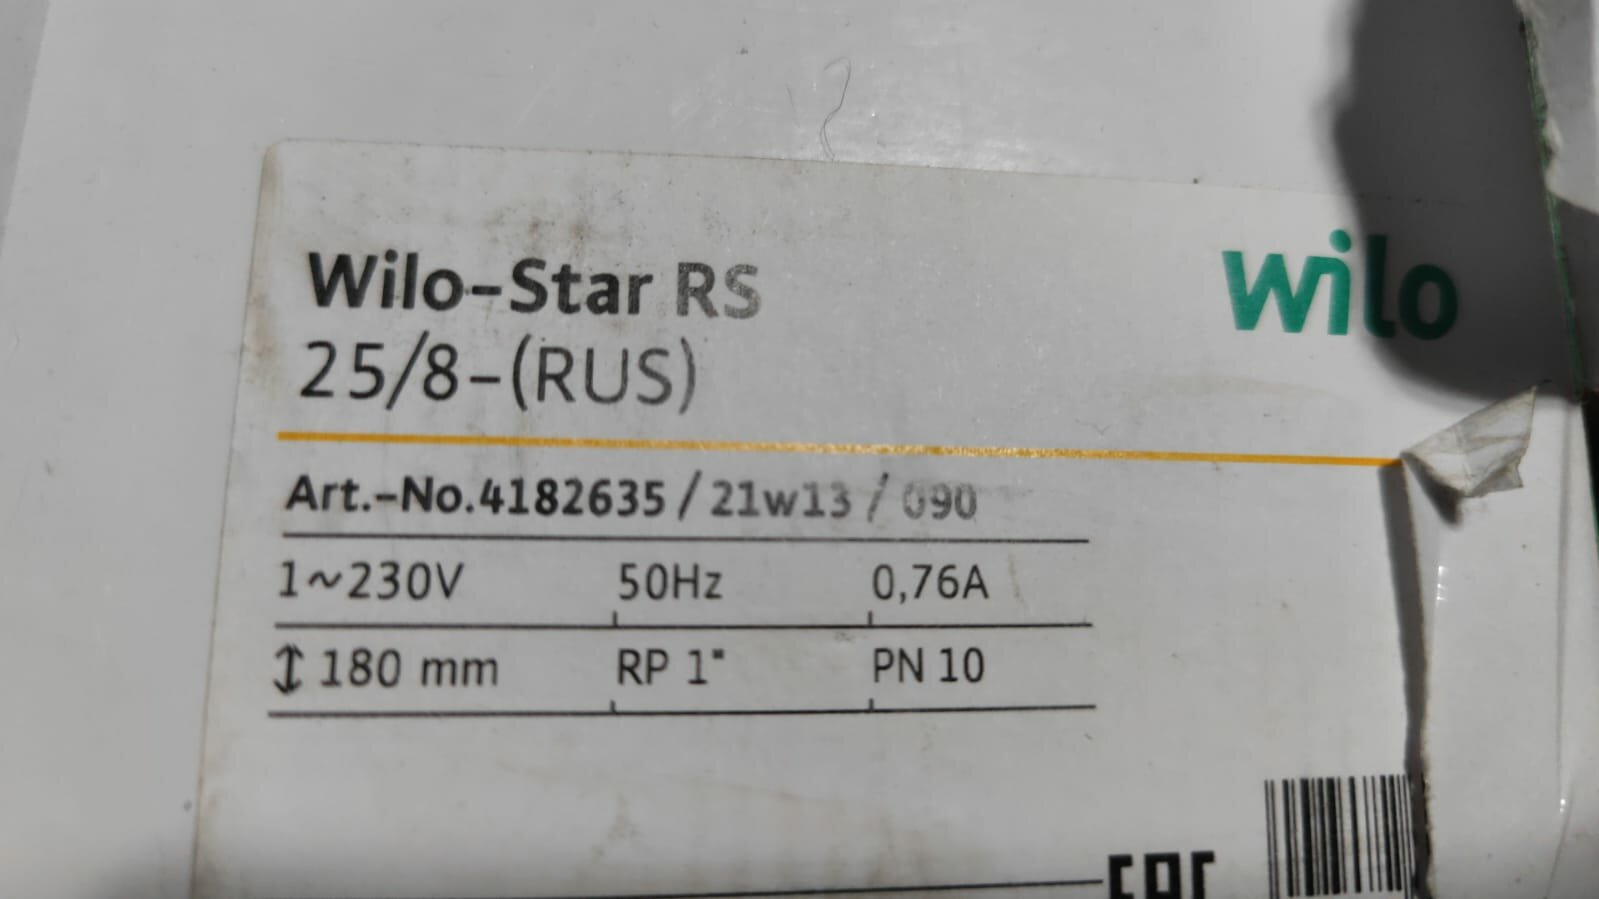 Wilo-Star RS
wilo
25/8-(RUS)
Art.-No.4182635 / 21w13 / 090
1~230V 50Hz 0,76A
↕ 180 mm RP 1" PN 10
EAC